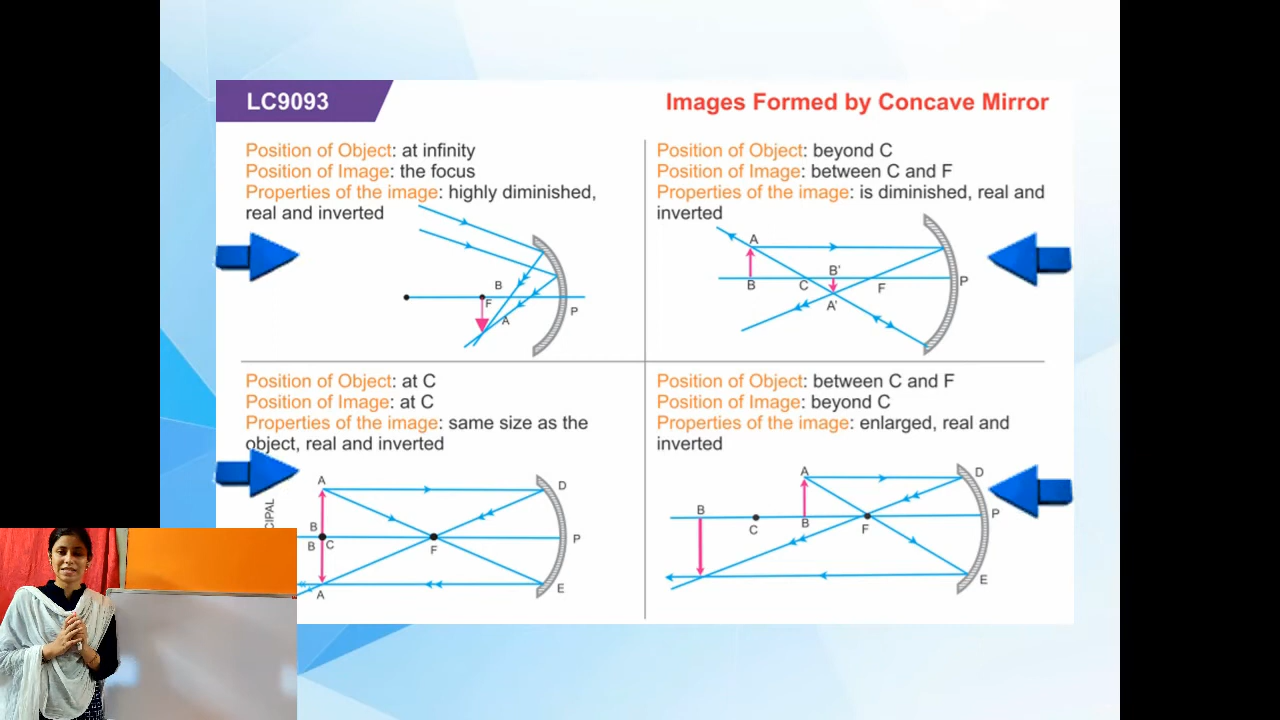 LC9093
Images Formed by Concave Mirror
Position of Object: at infinity
Position of Image: the focus
Properties of the image: highly diminished,
real and inverted
B
F
A
P
Position of Object: beyond C
Position of Image: between C and F
Properties of the image: is diminished, real and
inverted
A
B'
B
C
F
P
A'
Position of Object: at C
Position of Image: at C
Properties of the image: same size as the
object, real and inverted
A
D
CIPAL
B
B
C
F
P
A
E
Position of Object: between C and F
Position of Image: beyond C
Properties of the image: enlarged, real and
inverted
A
D
B
C
B
F
P
E